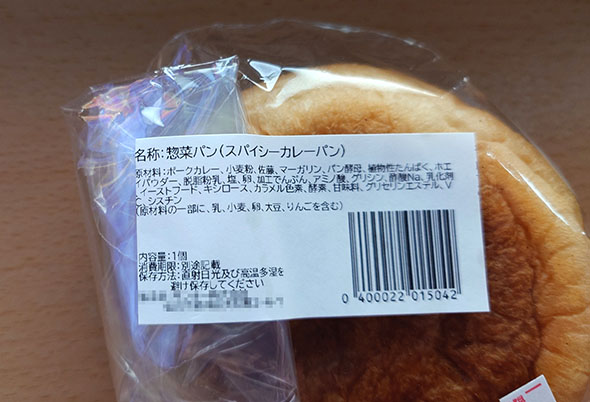 名称:惣菜パン(スパイシーカレーパン)
原材料:ポークカレー、小麦粉、佐藤、マーガリン、パン酵母、植物性たんぱく、ホエ
イパウダー、脱脂粉乳、塩、卵、加工でんぷん、アミノ酸、グリシン、酢酸Na、乳化剤
、イーストフード、キシロース、カラメル色素、酵素、甘味料、グリセリンエステル、V
C、シスチン
(原材料の一部に、乳、小麦、卵、大豆、りんごを含む)
内容量:1個
消費期限:別途記載
保存方法:直射日光及び高温多湿を
避け保存してください
0 400022 015042